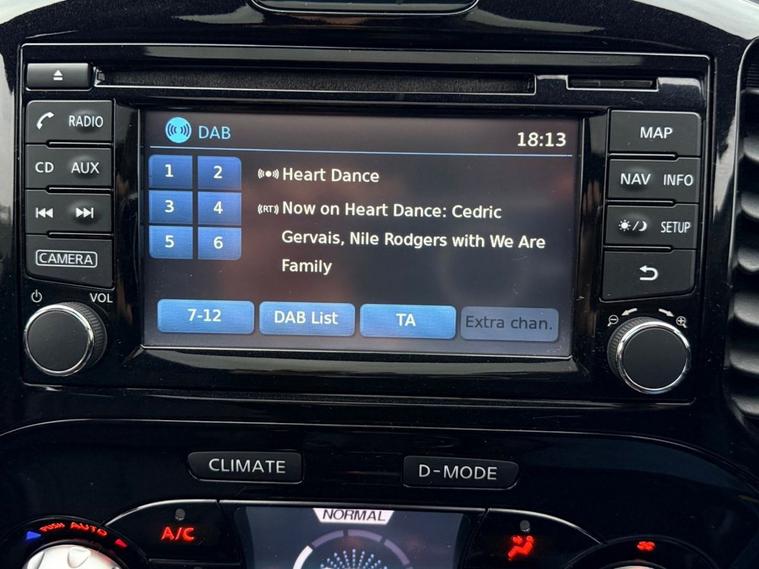 RADIO
CD AUX
CAMERA
VOL
DAB 18:13
1 2
3 4
5 6
Heart Dance
(RT) Now on Heart Dance: Cedric
Gervais, Nile Rodgers with We Are
Family
7-12 DAB List TA Extra chan.
MAP
NAV INFO
SETUP
CLIMATE D-MODE
NORMAL
PUSH AUTO
A/C